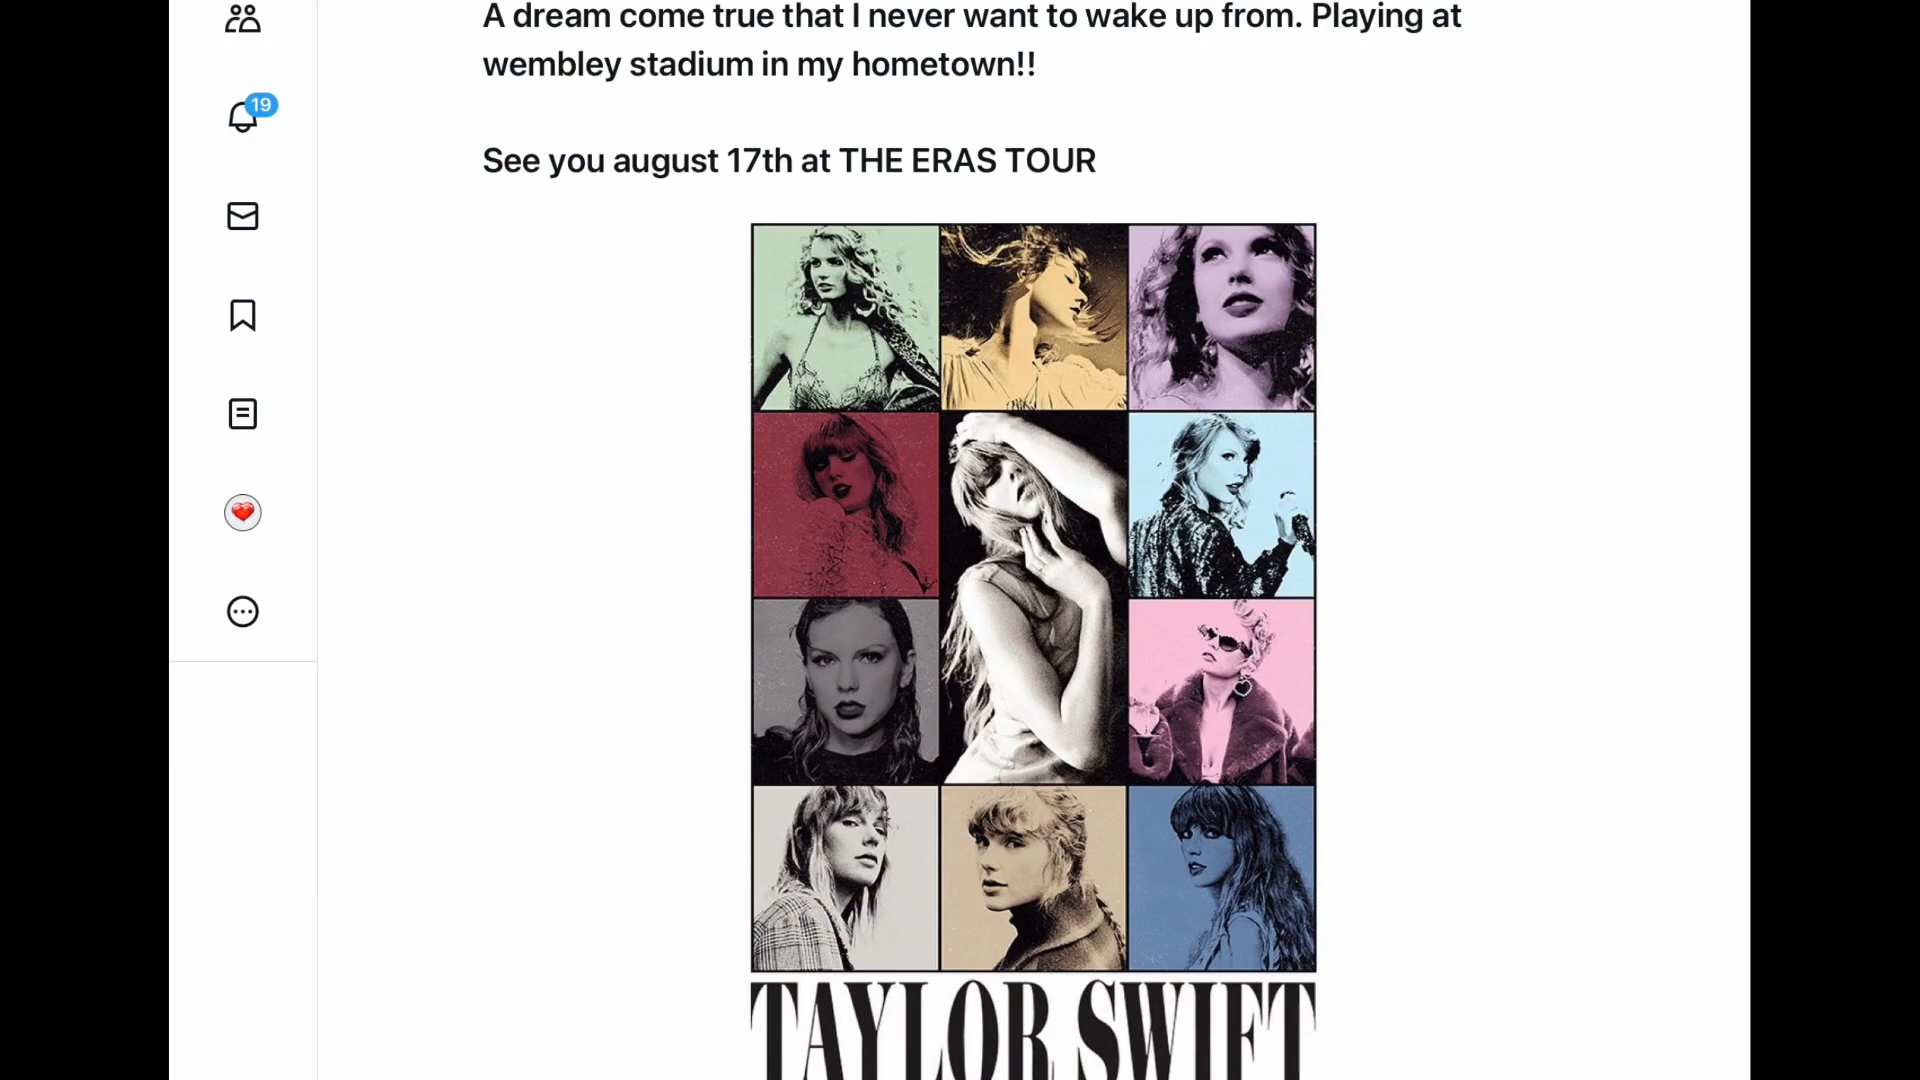 A dream come true that I never want to wake up from. Playing at
wembley stadium in my hometown!!
19
See you august 17th at THE ERAS TOUR
TAYLOR SWIFT